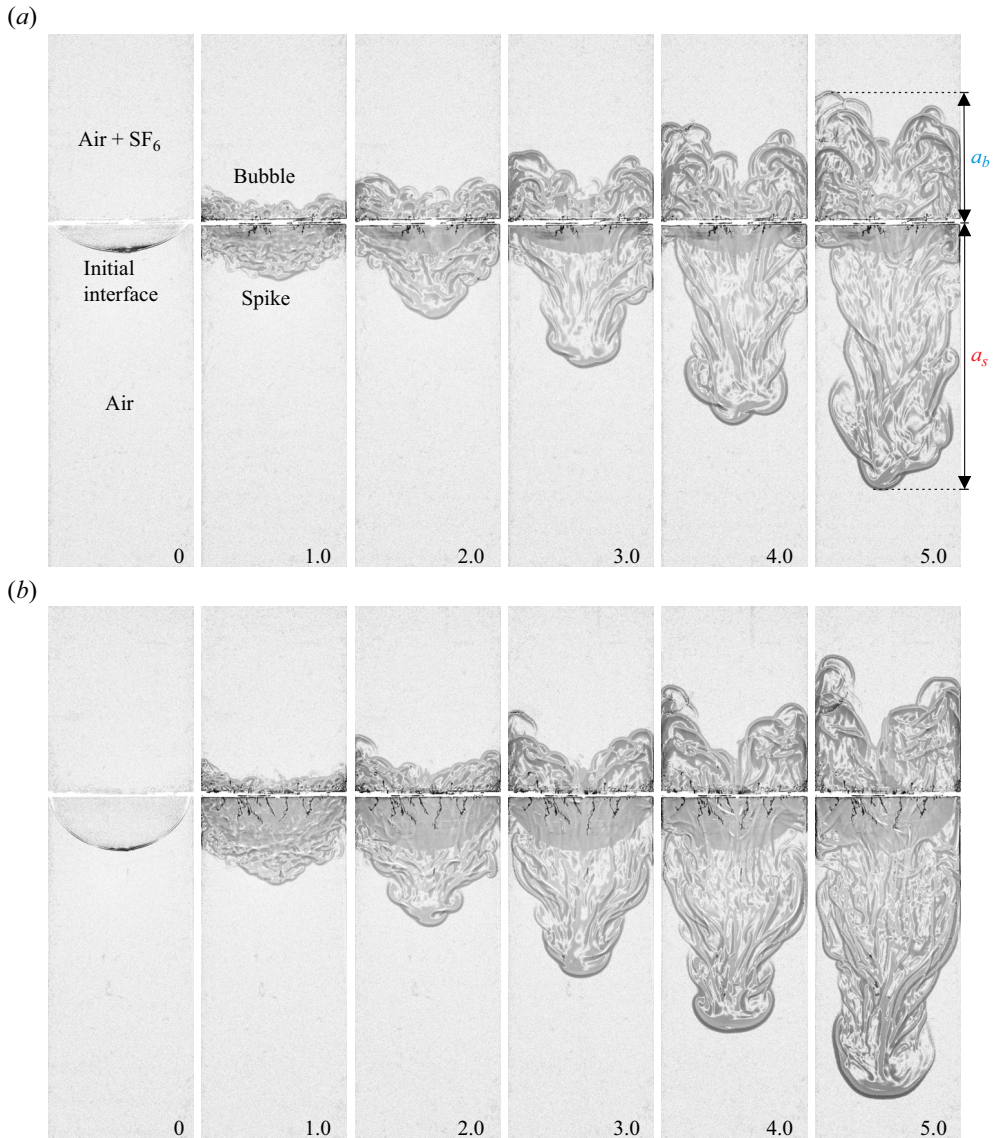 (a)
Air + SF₆
Bubble
a_b
Initial
interface
Spike
Air
a_s
0 1.0 2.0 3.0 4.0 5.0
(b)
0 1.0 2.0 3.0 4.0 5.0